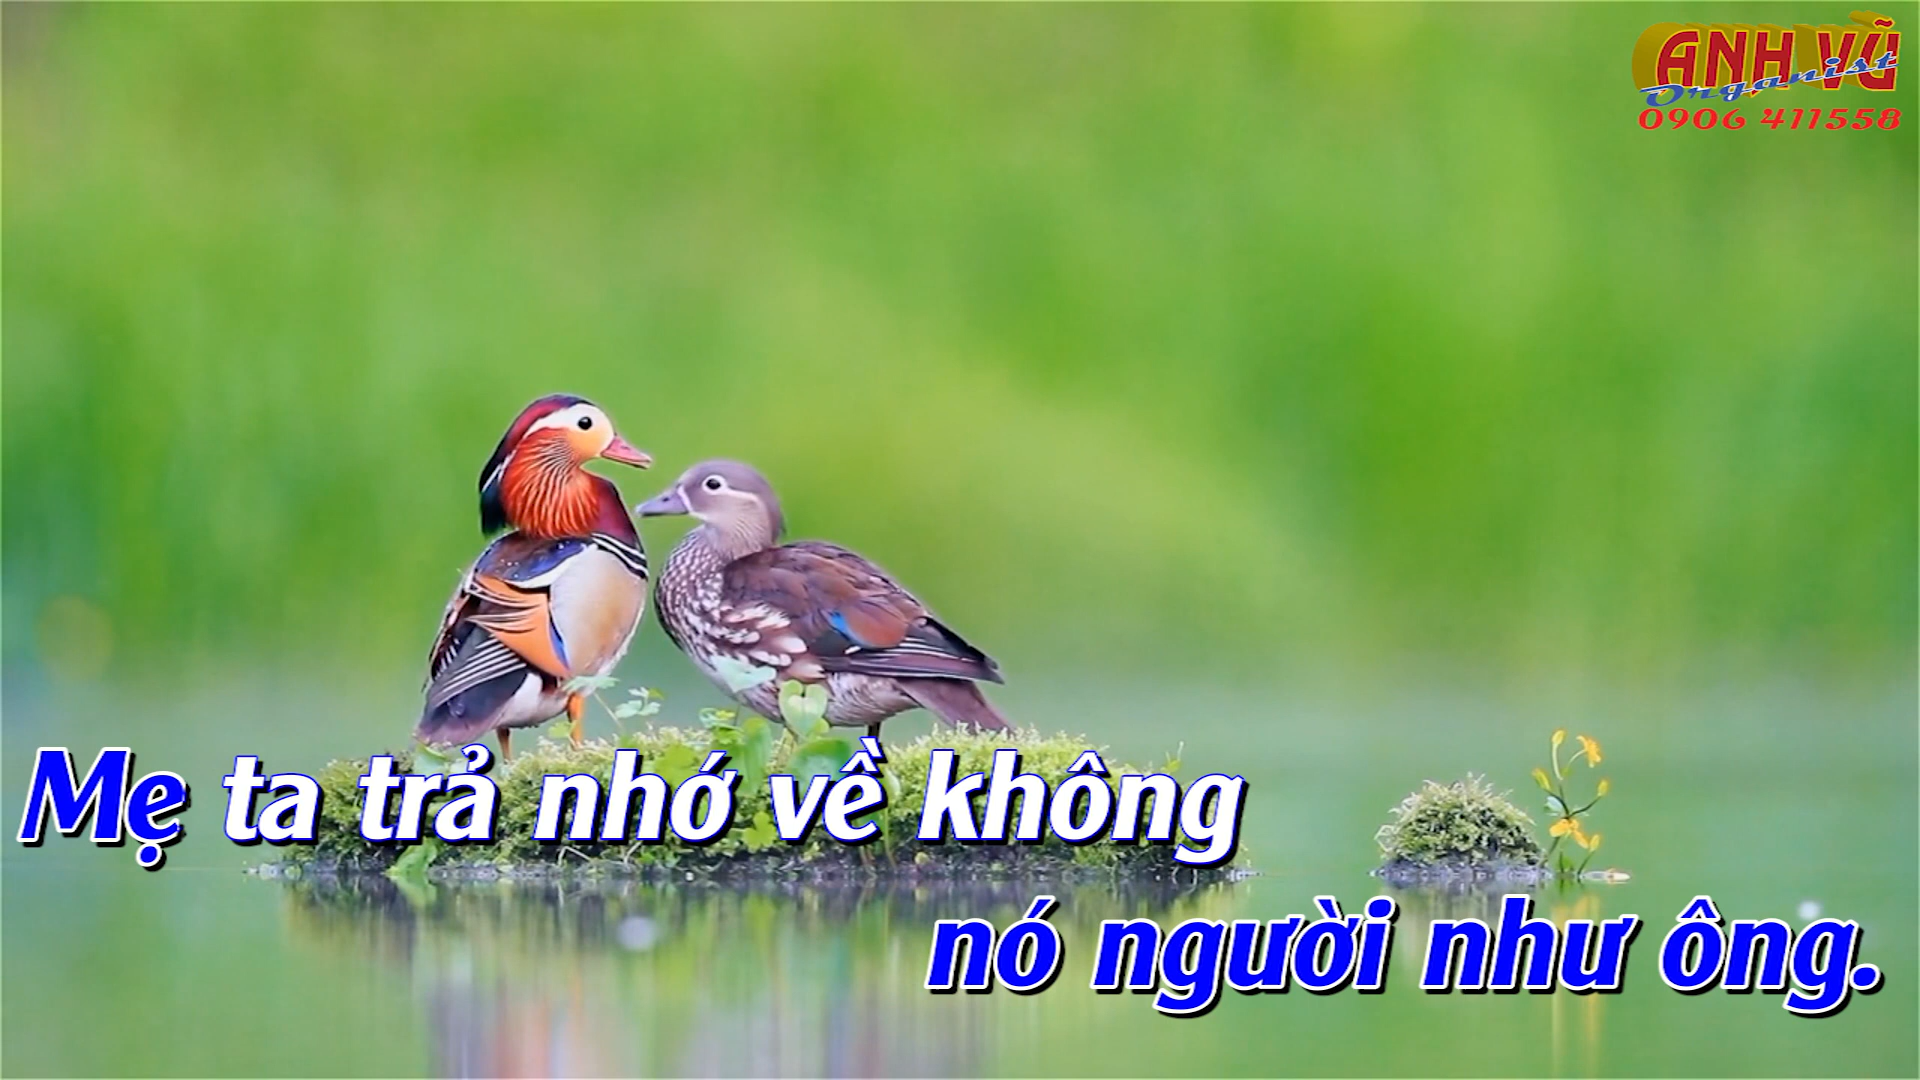 ANH VŨ
Organist
0906 411558
Mẹ ta trả nhớ về không
nó người như ông.